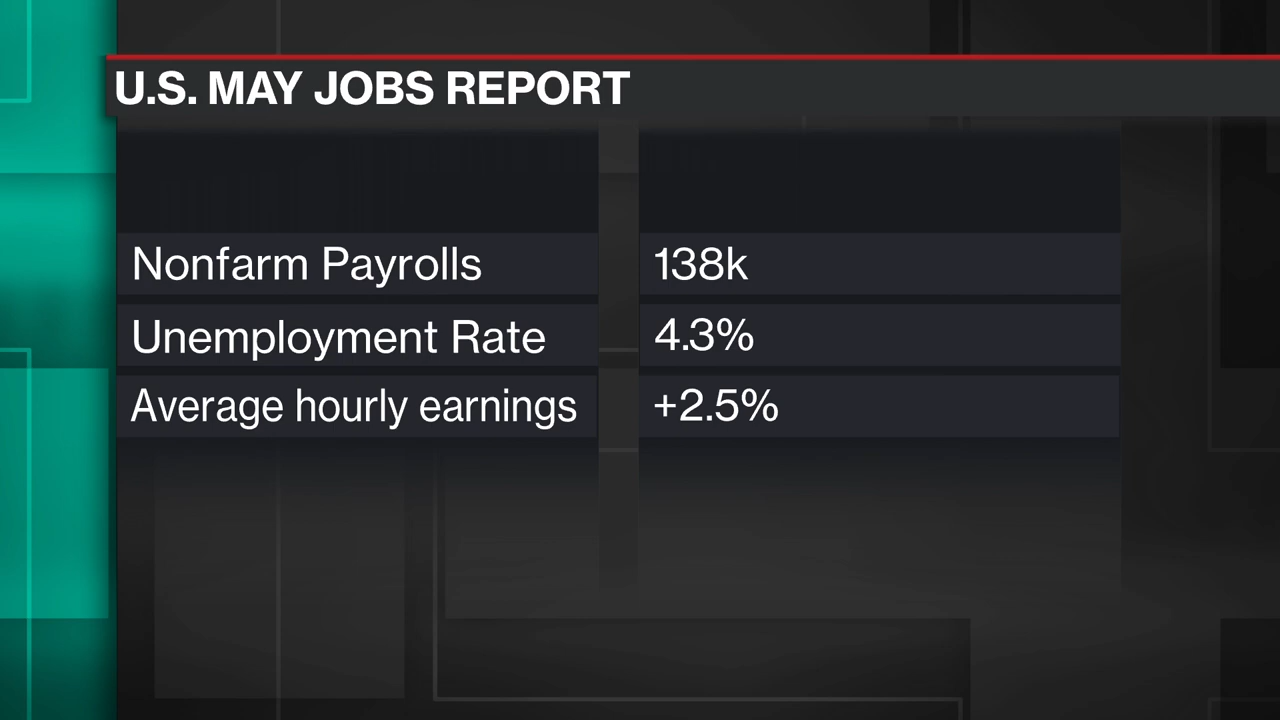 U.S. MAY JOBS REPORT
Nonfarm Payrolls 138k
Unemployment Rate 4.3%
Average hourly earnings +2.5%